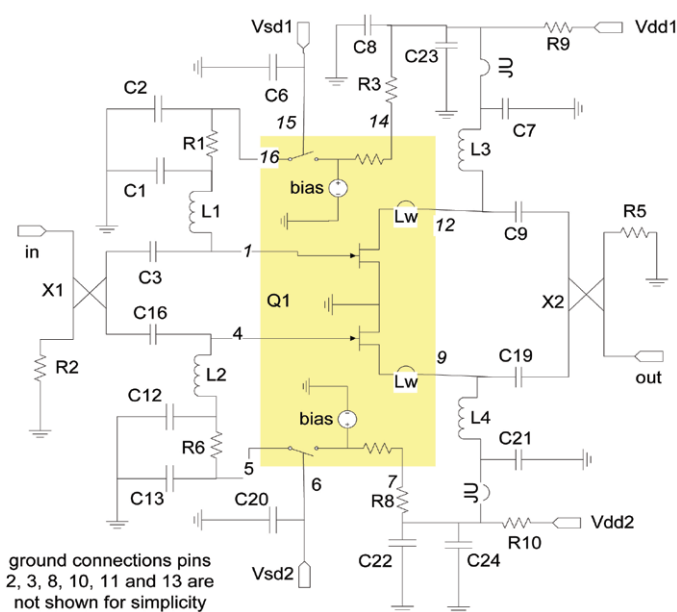 Vsd1
Vdd1
C8
C23
R9
C6
R3
JU
C2
15
14
C7
R1
16
L3
C1
bias
L1
Lw
12
R5
in
C9
C3
1
X1
Q1
X2
C16
4
9
C19
R2
L2
Lw
out
C12
bias
L4
C21
R6
5
7
C13
6
R8
JU
C20
Vdd2
R10
C22
C24
Vsd2
ground connections pins
2, 3, 8, 10, 11 and 13 are
not shown for simplicity